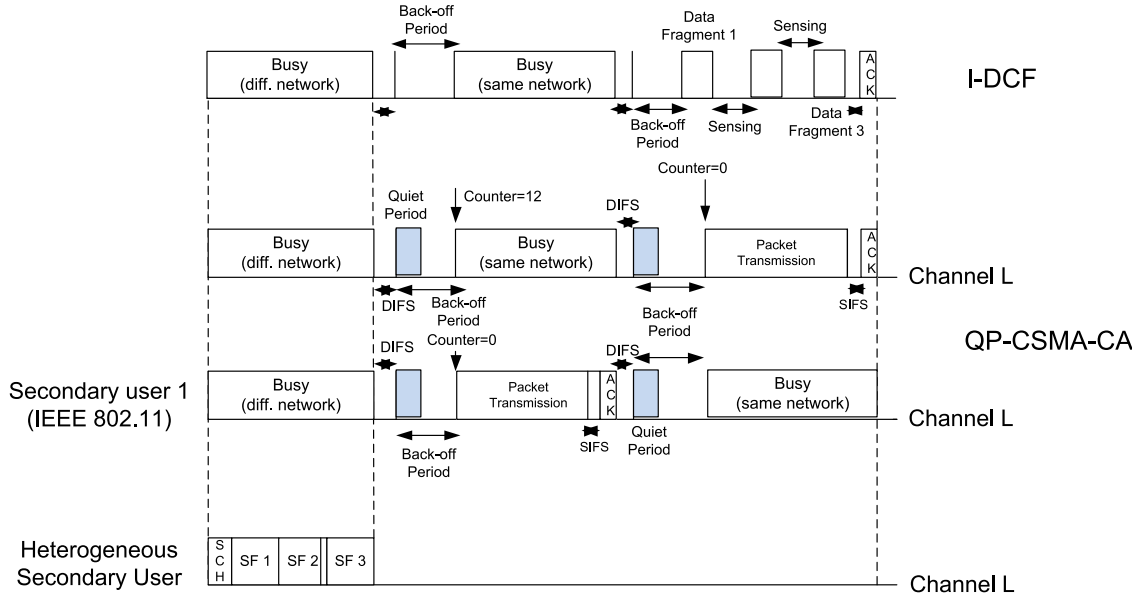 Back-off
Period
Data
Fragment 1
Sensing
Busy
(diff. network)
Busy
(same network)
A
C
K
I-DCF
Back-off
Period
Sensing
Data
Fragment 3
Counter=0
Quiet
Period
Counter=12
DIFS
Busy
(diff. network)
Busy
(same network)
Packet
Transmission
A
C
K
Channel L
DIFS
Back-off
Period
SIFS
Back-off
Period
Counter=0
DIFS
DIFS
QP-CSMA-CA
Secondary user 1
(IEEE 802.11)
Busy
(diff. network)
Packet
Transmission
A
C
K
Busy
(same network)
Channel L
Back-off
Period
SIFS
Quiet
Period
Heterogeneous
Secondary User
S
C
H
SF 1
SF 2
SF 3
Channel L